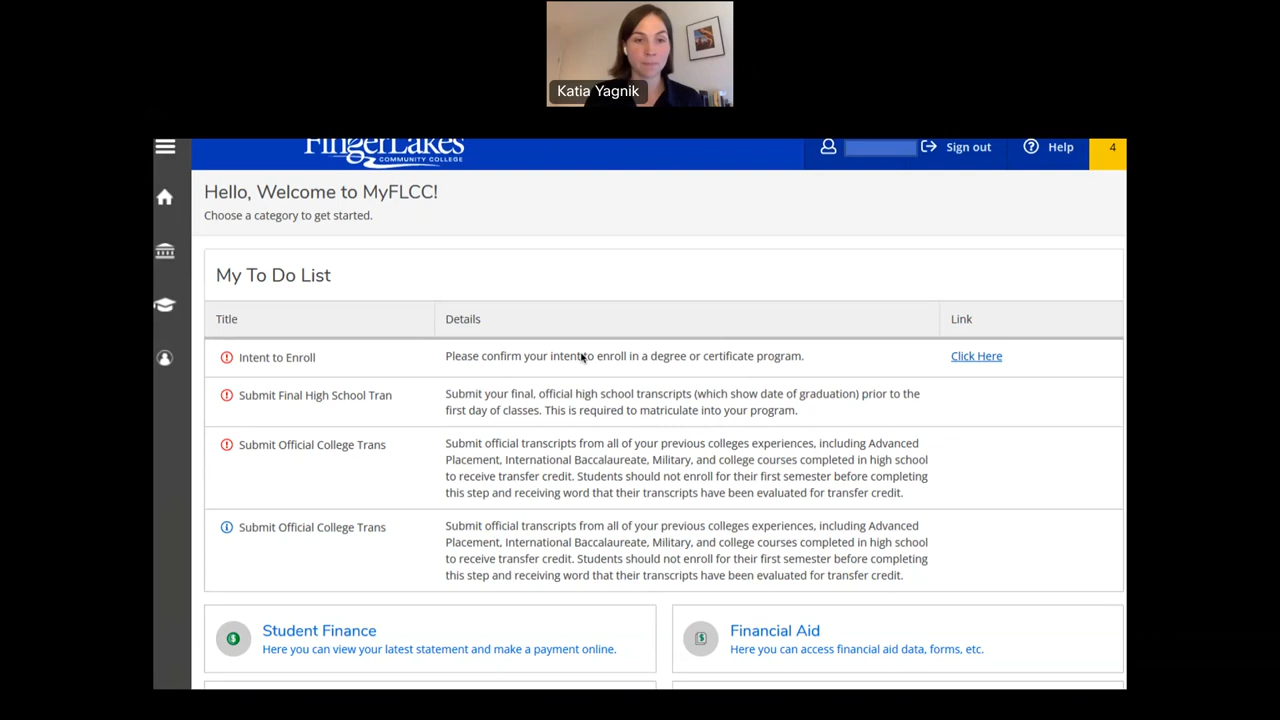 Katia Yagnik
FingerLakes
COMMUNITY COLLEGE
Sign out
Help
4
Hello, Welcome to MyFLCC!
Choose a category to get started.
My To Do List
Title
Details
Link
Intent to Enroll
Please confirm your intent to enroll in a degree or certificate program.
Click Here
Submit Final High School Tran
Submit your final, official high school transcripts (which show date of graduation) prior to the
first day of classes. This is required to matriculate into your program.
Submit Official College Trans
Submit official transcripts from all of your previous colleges experiences, including Advanced
Placement, International Baccalaureate, Military, and college courses completed in high school
to receive transfer credit. Students should not enroll for their first semester before completing
this step and receiving word that their transcripts have been evaluated for transfer credit.
Submit Official College Trans
Submit official transcripts from all of your previous colleges experiences, including Advanced
Placement, International Baccalaureate, Military, and college courses completed in high school
to receive transfer credit. Students should not enroll for their first semester before completing
this step and receiving word that their transcripts have been evaluated for transfer credit.
Student Finance
Here you can view your latest statement and make a payment online.
Financial Aid
Here you can access financial aid data, forms, etc.